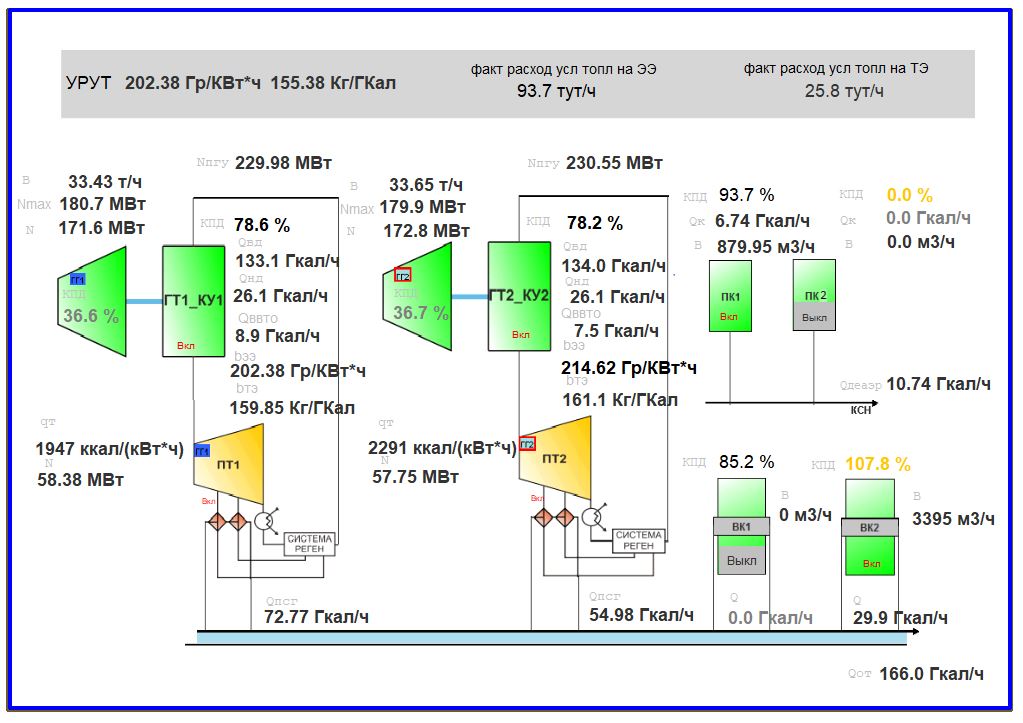 УРУТ 202.38 Гр/КВт*ч 155.38 Кг/ГКал
факт расход усл топл на ЭЭ
93.7 тут/ч
факт расход усл топл на ТЭ
25.8 тут/ч
Nпгу 229.98 МВт
B 33.43 т/ч
Nmax 180.7 МВт
N 171.6 МВт
ГГ1
КПД
36.6 %
ГТ1_КУ1
Вкл
КПД 78.6 %
Qвд
133.1 Гкал/ч
Qнд
26.1 Гкал/ч
Qввто
8.9 Гкал/ч
bээ
202.38 Гр/КВт*ч
bтэ
159.85 Кг/ГКал
qт
1947 ккал/(кВт*ч)
N
58.38 МВт
ГГ1
ПТ1
Вкл
СИСТЕМА
РЕГЕН
Qпсг
72.77 Гкал/ч
Nпгу 230.55 МВт
B 33.65 т/ч
Nmax 179.9 МВт
N 172.8 МВт
ГГ2
КПД
36.7 %
ГТ2_КУ2
Вкл
КПД 78.2 %
Qвд
134.0 Гкал/ч
Qнд
26.1 Гкал/ч
Qввто
7.5 Гкал/ч
bээ
214.62 Гр/КВт*ч
bтэ
161.1 Кг/ГКал
qт
2291 ккал/(кВт*ч)
N
57.75 МВт
ГГ2
ПТ2
Вкл
СИСТЕМА
РЕГЕН
Qпсг
54.98 Гкал/ч
КПД 93.7 %
Qк 6.74 Гкал/ч
B 879.95 м3/ч
ПК1
Вкл
КПД 0.0 %
Qк 0.0 Гкал/ч
B 0.0 м3/ч
ПК2
Выкл
Qдеаэр 10.74 Гкал/ч
КСН
КПД 85.2 %
B
0 м3/ч
ВК1
Выкл
Q
0.0 Гкал/ч
КПД 107.8 %
B
3395 м3/ч
ВК2
Вкл
Q
29.9 Гкал/ч
Qот 166.0 Гкал/ч